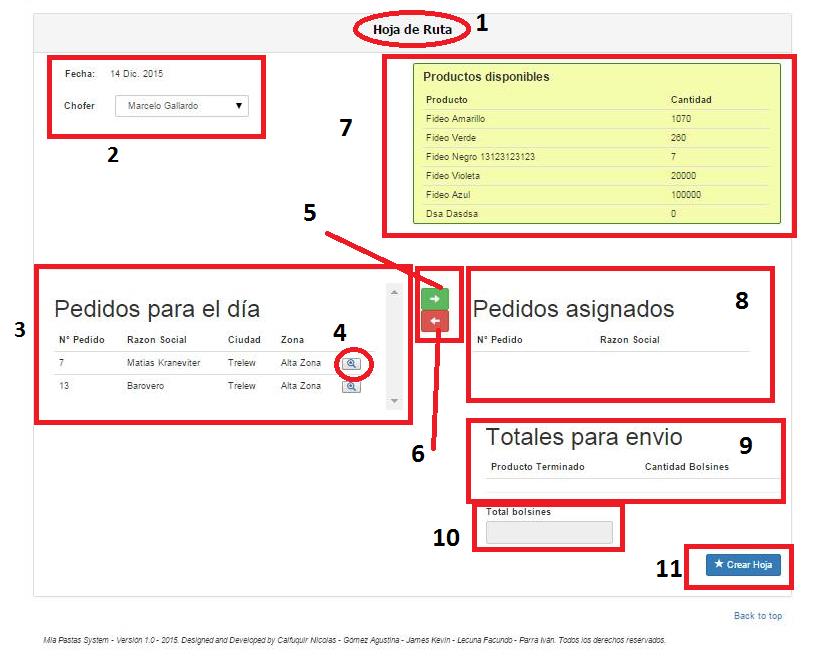 Hoja de Ruta 1
Fecha: 14 Dic. 2015
Chofer Marcelo Gallardo
2
7
Productos disponibles
Producto Cantidad
Fideo Amarillo 1070
Fideo Verde 260
Fideo Negro 13123123123 7
Fideo Violeta 20000
Fideo Azul 100000
Dsa Dasdsa 0
5
3
Pedidos para el día
4
N° Pedido Razon Social Ciudad Zona
7 Matias Kraneviter Trelew Alta Zona
13 Barovero Trelew Alta Zona
6
Pedidos asignados 8
N° Pedido Razon Social
Totales para envio 9
Producto Terminado Cantidad Bolsines
Total bolsines
10
11 Crear Hoja
Back to top
Mia Pastas System - Versión 1.0 - 2015. Designed and Developed by Calfuquir Nicolas - Gómez Agustina - James Kevin - Lecuna Facundo - Parra Iván. Todos los derechos reservados.